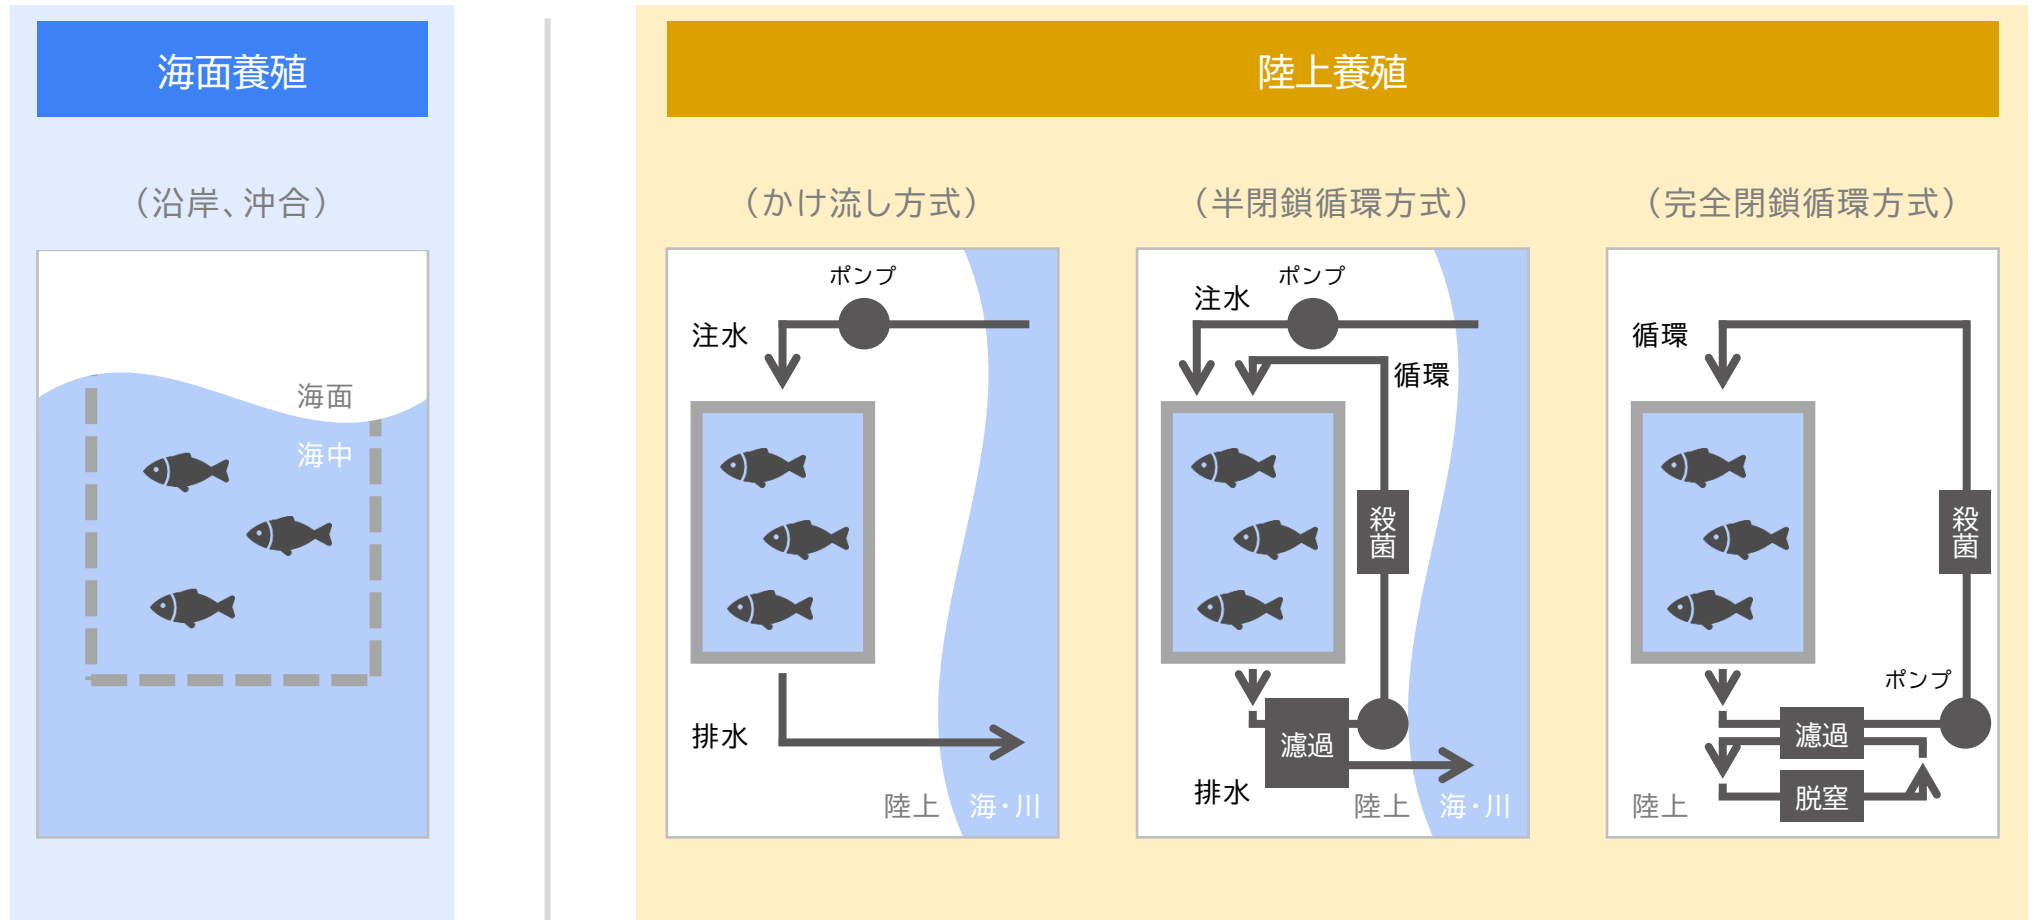 海面養殖
（沿岸、沖合）
海面
海中
陸上養殖
（かけ流し方式）
ポンプ
注水
排水
陸上
海・川
（半閉鎖循環方式）
ポンプ
注水
循環
殺菌
濾過
排水
陸上
海・川
（完全閉鎖循環方式）
循環
殺菌
ポンプ
濾過
脱窒
陸上